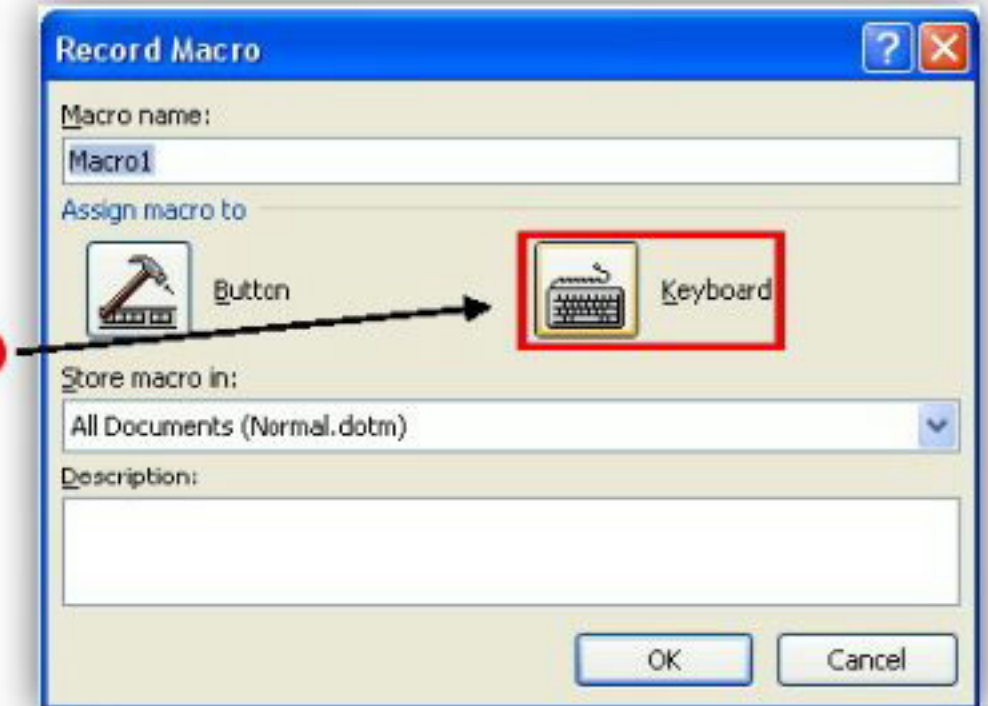 Record Macro
Macro name:
Macro1
Assign macro to
Button
Keyboard
Store macro in:
All Documents (Normal.dotm)
Description:
OK
Cancel